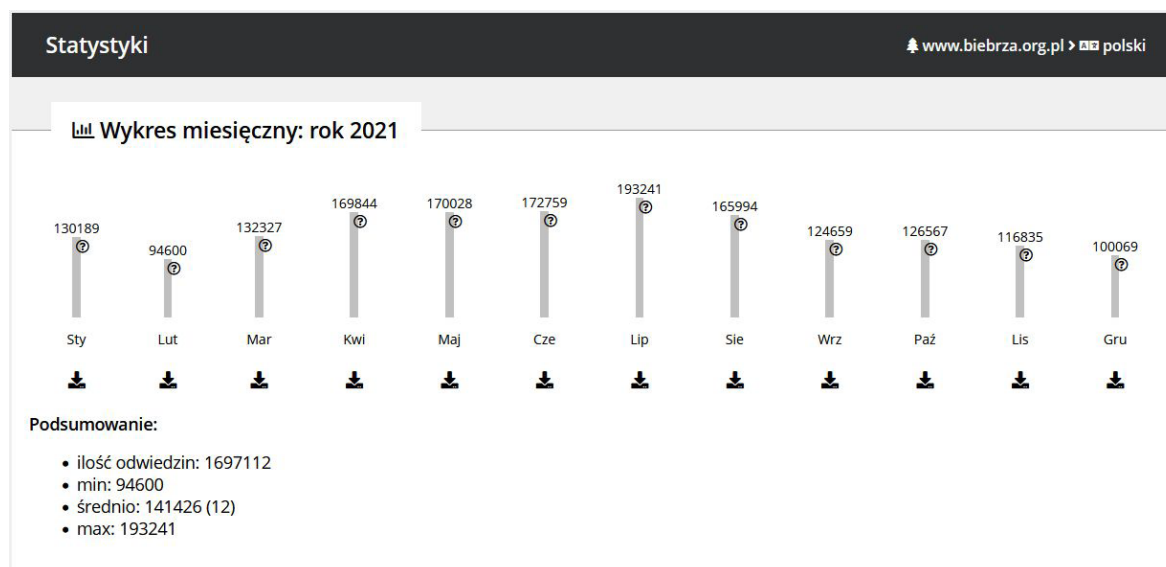 Statystyki
www.biebrza.org.pl > polski
Wykres miesięczny: rok 2021
130189 94600 132327 169844 170028 172759 193241 165994 124659 126567 116835 100069
Sty Lut Mar Kwi Maj Cze Lip Sie Wrz Paź Lis Gru
Podsumowanie:
• ilość odwiedzin: 1697112
• min: 94600
• średnio: 141426 (12)
• max: 193241